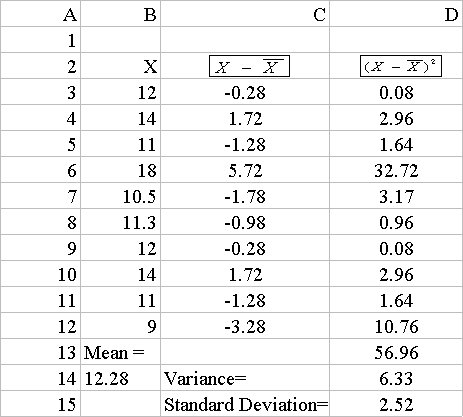 A B C D
1
2 X X − X̅ (X − X̅)²
3 12 -0.28 0.08
4 14 1.72 2.96
5 11 -1.28 1.64
6 18 5.72 32.72
7 10.5 -1.78 3.17
8 11.3 -0.98 0.96
9 12 -0.28 0.08
10 14 1.72 2.96
11 11 -1.28 1.64
12 9 -3.28 10.76
13 Mean = 56.96
14 12.28 Variance= 6.33
15 Standard Deviation= 2.52